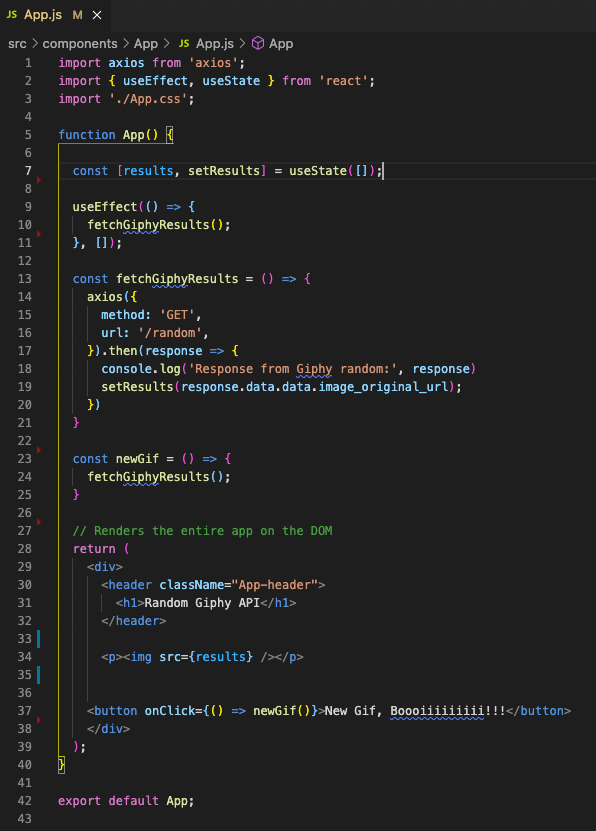 JS App.js M ×
src > components > App > JS App.js > App
1 import axios from 'axios';
2 import { useEffect, useState } from 'react';
3 import './App.css';
4
5 function App() {
6
7   const [results, setResults] = useState([]);
8
9   useEffect(() => {
10     fetchGiphyResults();
11   }, []);
12
13   const fetchGiphyResults = () => {
14     axios({
15       method: 'GET',
16       url: '/random',
17     }).then(response => {
18       console.log('Response from Giphy random:', response)
19       setResults(response.data.data.image_original_url);
20     })
21   }
22
23   const newGif = () => {
24     fetchGiphyResults();
25   }
26
27   // Renders the entire app on the DOM
28   return (
29     <div>
30       <header className="App-header">
31         <h1>Random Giphy API</h1>
32       </header>
33
34       <p><img src={results} /></p>
35
36
37     <button onClick={() => newGif()}>New Gif, Boooiiiiiiiii!!!</button>
38     </div>
39   );
40 }
41
42 export default App;
43